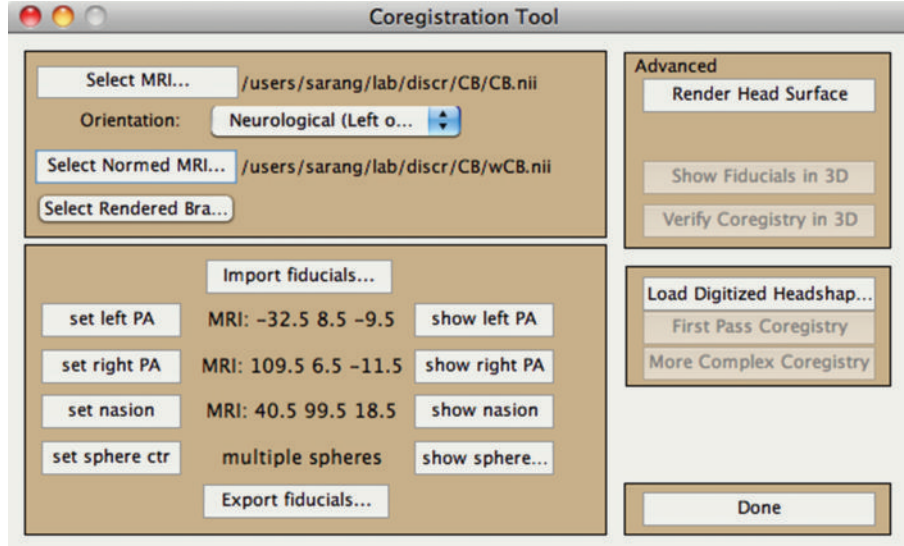 Coregistration Tool
Select MRI... /users/sarang/lab/discr/CB/CB.nii
Orientation: Neurological (Left o...
Select Normed MRI... /users/sarang/lab/discr/CB/wCB.nii
Select Rendered Bra...
Import fiducials...
set left PA MRI: -32.5 8.5 -9.5 show left PA
set right PA MRI: 109.5 6.5 -11.5 show right PA
set nasion MRI: 40.5 99.5 18.5 show nasion
set sphere ctr multiple spheres show sphere...
Export fiducials...
Advanced
Render Head Surface
Show Fiducials in 3D
Verify Coregistry in 3D
Load Digitized Headshap...
First Pass Coregistry
More Complex Coregistry
Done